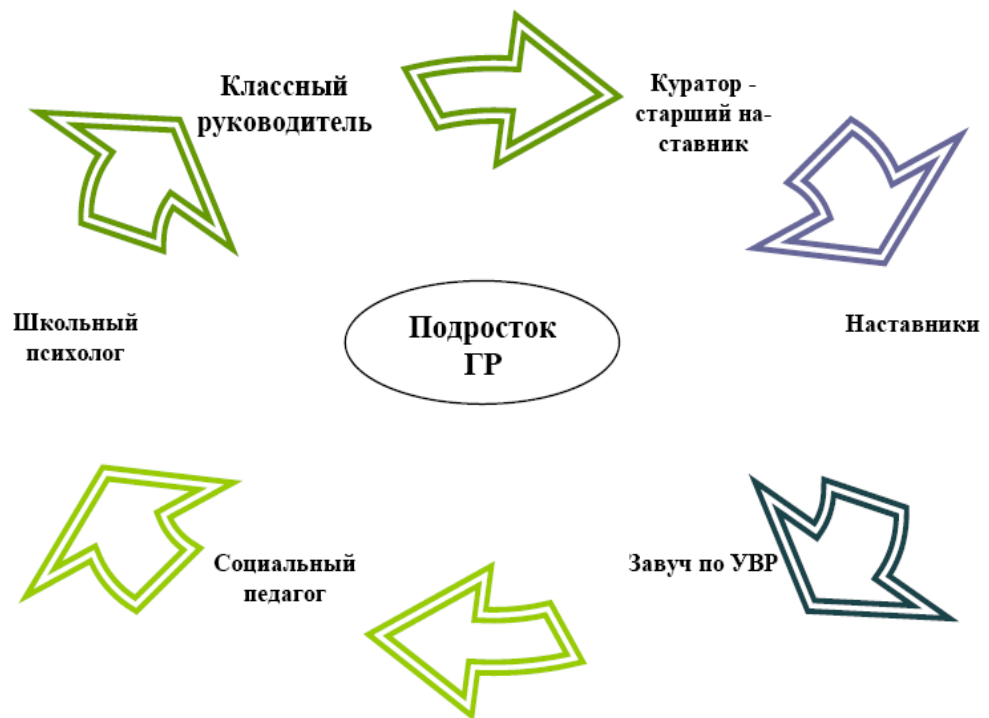 Классный
руководитель
Куратор -
старший на-
ставник
Школьный
психолог
Подросток
ГР
Наставники
Социальный
педагог
Завуч по УВР